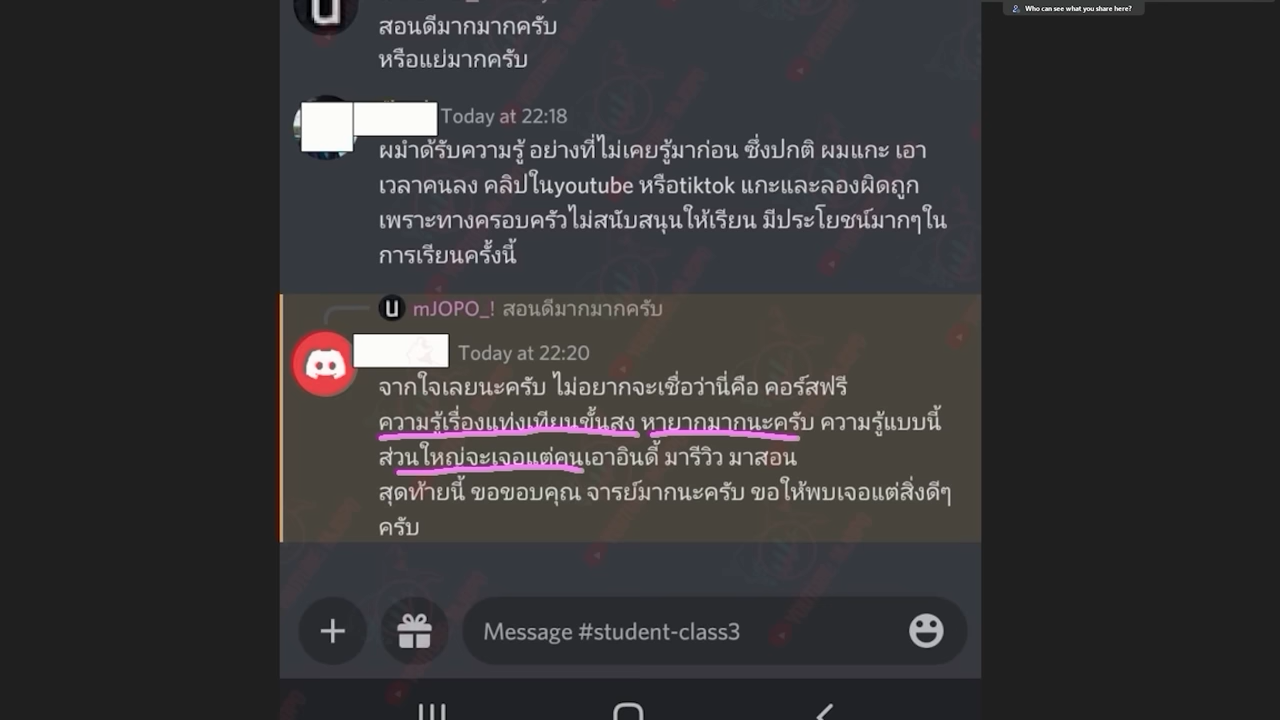 Who can see what you share here?
สอนดีมากมากครับ
หรือแย่มากครับ
Today at 22:18
ผมำด้รับความรู้ อย่างที่ไม่เคยรู้มาก่อน ซึ่งปกติ ผมแกะ เอา
เวลาคนลง คลิปในyoutube หรือtiktok แกะและลองผิดถูก
เพราะทางครอบครัวไม่สนับสนุนให้เรียน มีประโยชน์มากๆใน
การเรียนครั้งนี้
mJOPO_! สอนดีมากมากครับ
Today at 22:20
จากใจเลยนะครับ ไม่อยากจะเชื่อว่านี่คือ คอร์สฟรี
ความรู้เรื่องแท่งเทียนขั้นสูง หายากมากนะครับ ความรู้แบบนี้
ส่วนใหญ่จะเจอแต่คนเอาอินดี้ มารีวิว มาสอน
สุดท้ายนี้ ขอขอบคุณ จารย์มากนะครับ ขอให้พบเจอแต่สิ่งดีๆ
ครับ
Message #student-class3